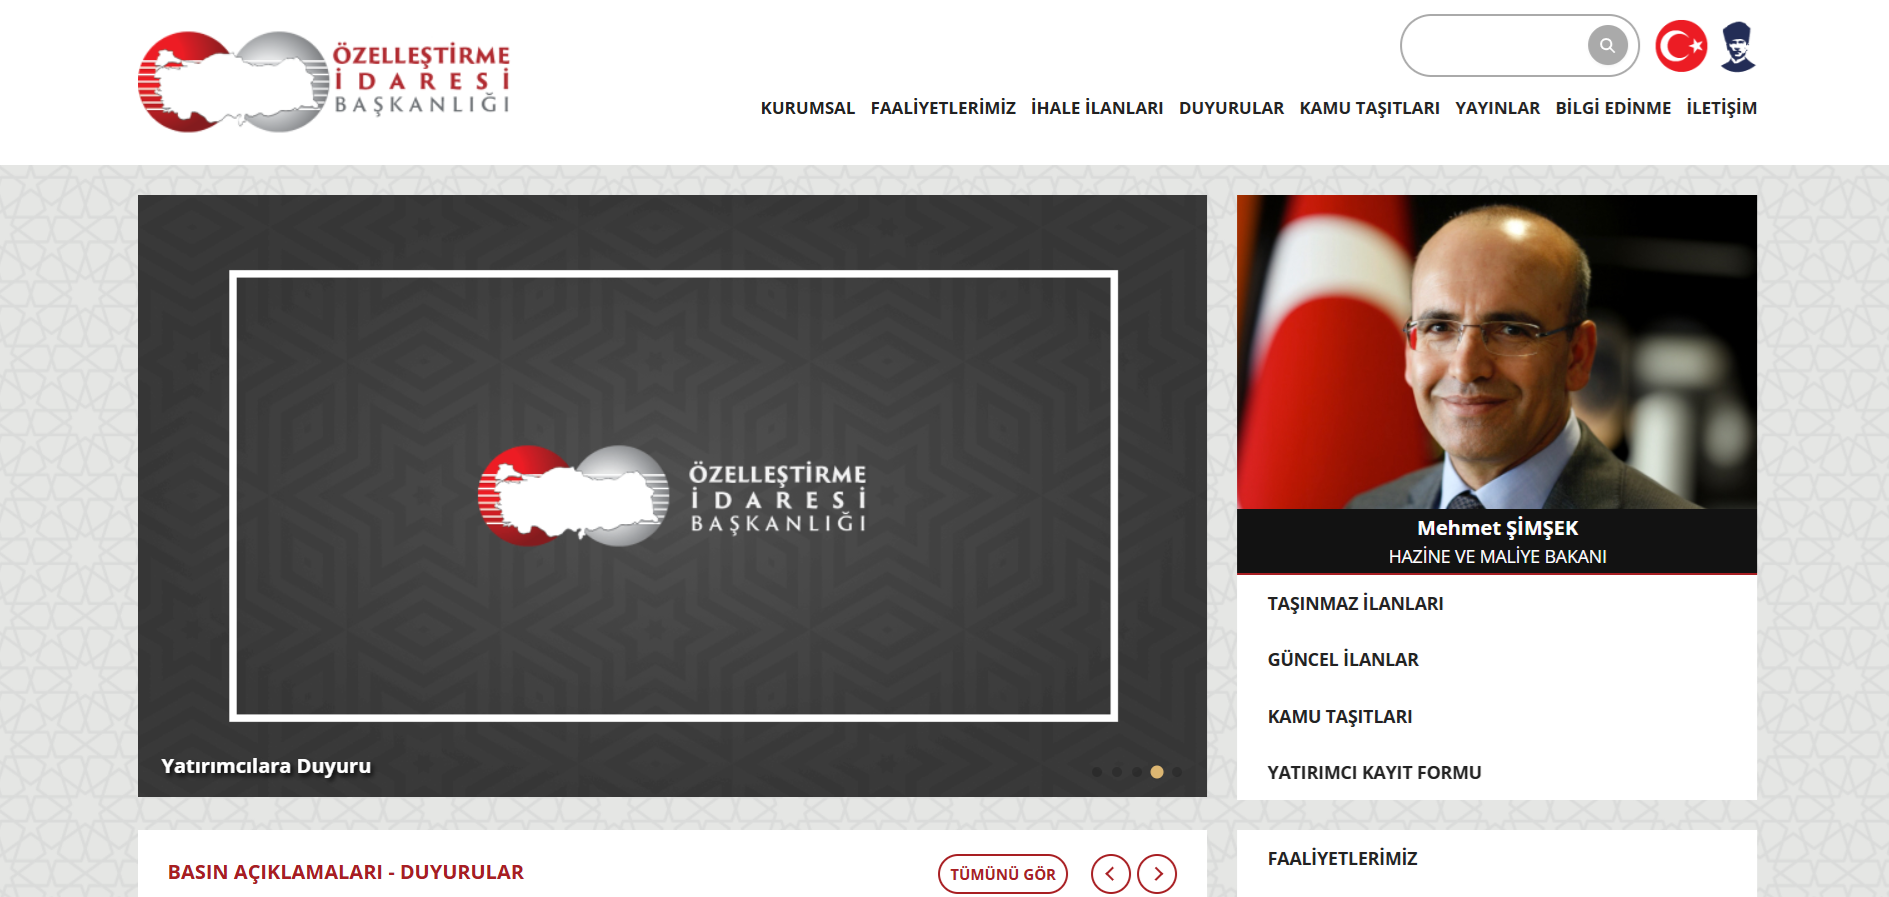 ÖZELLEŞTİRME
İDARESİ
BAŞKANLIĞI
KURUMSAL FAALİYETLERİMİZ İHALE İLANLARI DUYURULAR KAMU TAŞITLARI YAYINLAR BİLGİ EDİNME İLETİŞİM
ÖZELLEŞTİRME
İDARESİ
BAŞKANLIĞI
Yatırımcılara Duyuru
Mehmet ŞİMŞEK
HAZİNE VE MALİYE BAKANI
TAŞINMAZ İLANLARI
GÜNCEL İLANLAR
KAMU TAŞITLARI
YATIRIMCI KAYIT FORMU
BASIN AÇIKLAMALARI - DUYURULAR
TÜMÜNÜ GÖR
FAALİYETLERİMİZ